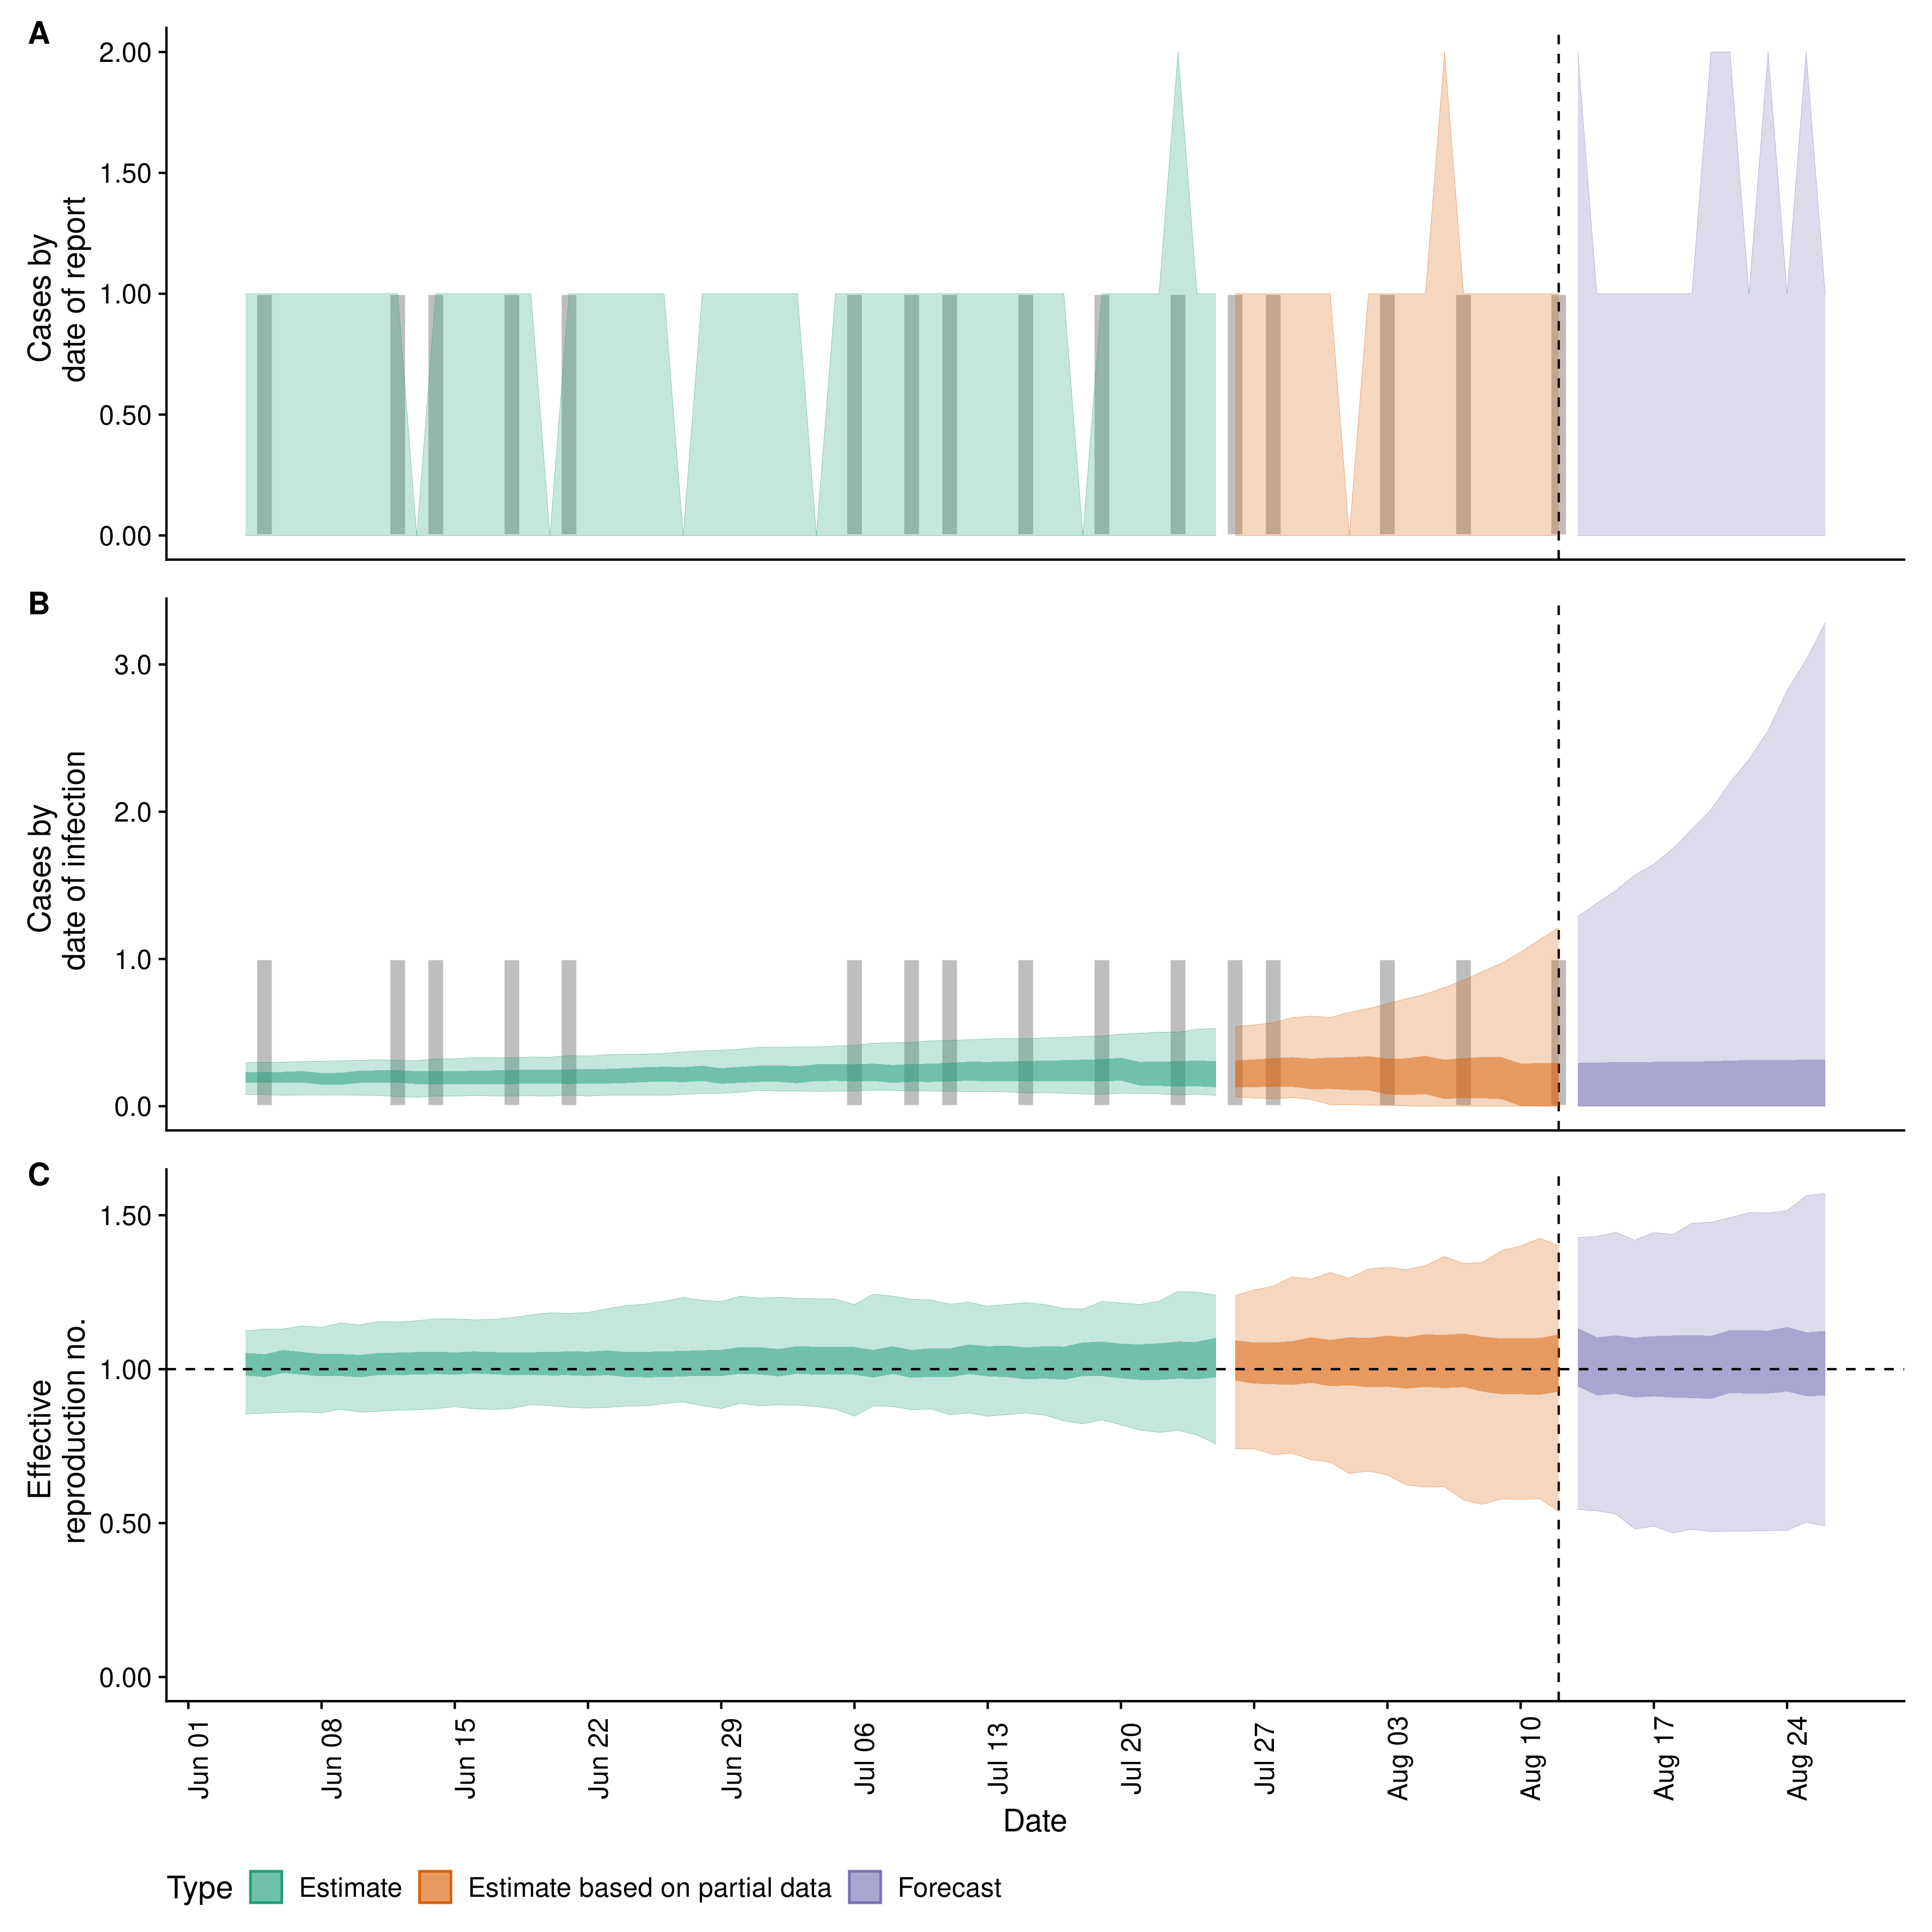 A
Cases by
date of report
2.00
1.50
1.00
0.50
0.00
B
Cases by
date of infection
3.0
2.0
1.0
0.0
C
Effective
reproduction no.
1.50
1.00
0.50
0.00
Jun 01
Jun 08
Jun 15
Jun 22
Jun 29
Jul 06
Jul 13
Jul 20
Jul 27
Aug 03
Aug 10
Aug 17
Aug 24
Date
Type Estimate Estimate based on partial data Forecast